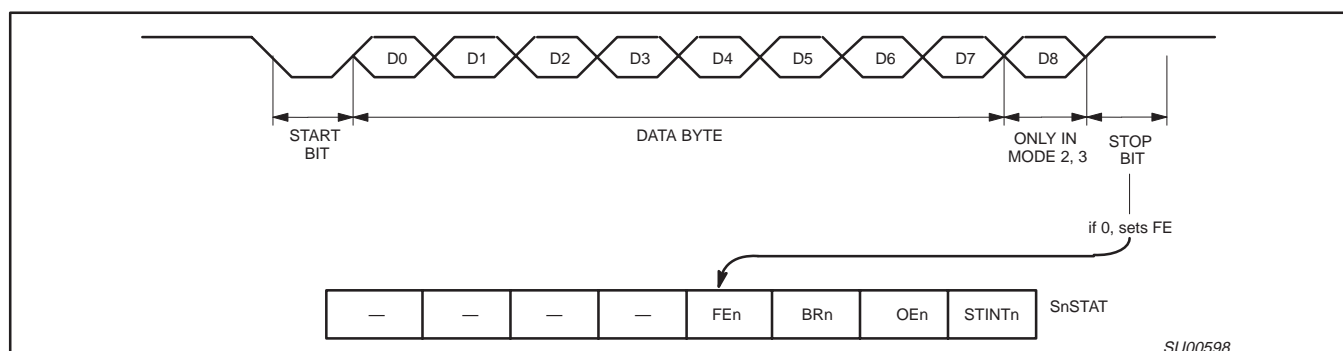 D0 D1 D2 D3 D4 D5 D6 D7 D8
START
BIT
DATA BYTE
ONLY IN
MODE 2, 3
STOP
BIT
if 0, sets FE
— — — — FEn BRn OEn STINTn SnSTAT
SU00598